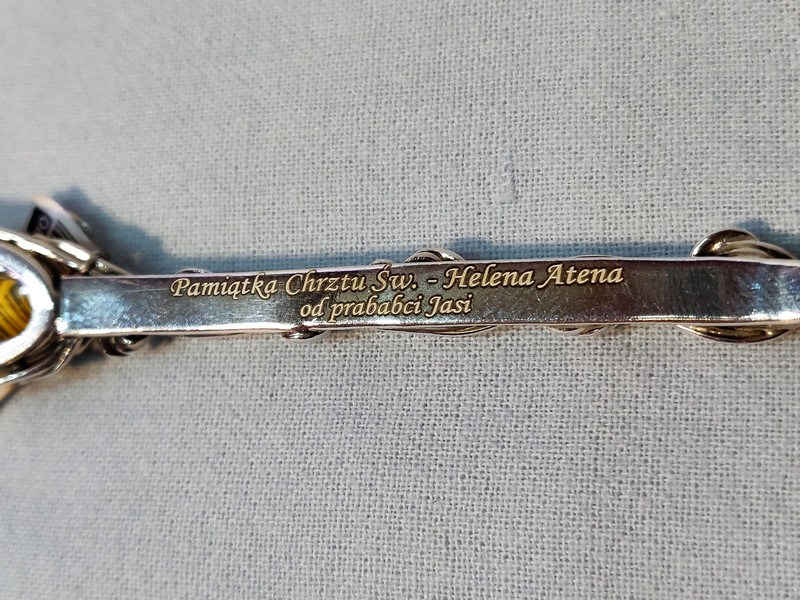 Pamiątka Chrztu Św. - Helena Atena
od prababci Jasi